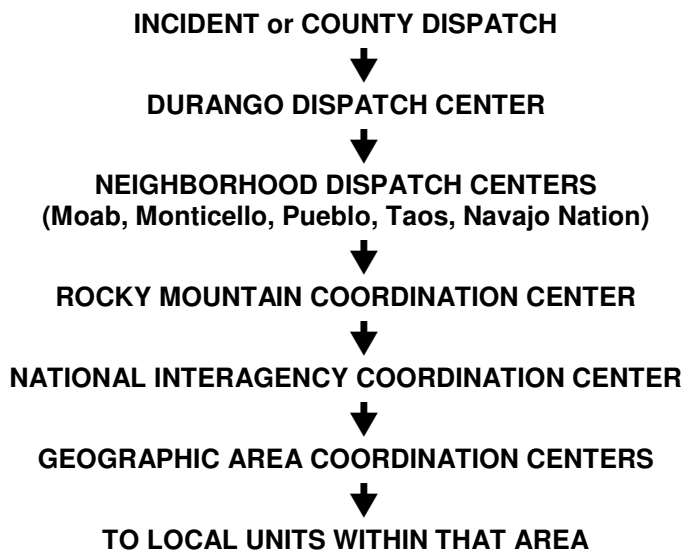 INCIDENT or COUNTY DISPATCH
DURANGO DISPATCH CENTER
NEIGHBORHOOD DISPATCH CENTERS
(Moab, Monticello, Pueblo, Taos, Navajo Nation)
ROCKY MOUNTAIN COORDINATION CENTER
NATIONAL INTERAGENCY COORDINATION CENTER
GEOGRAPHIC AREA COORDINATION CENTERS
TO LOCAL UNITS WITHIN THAT AREA